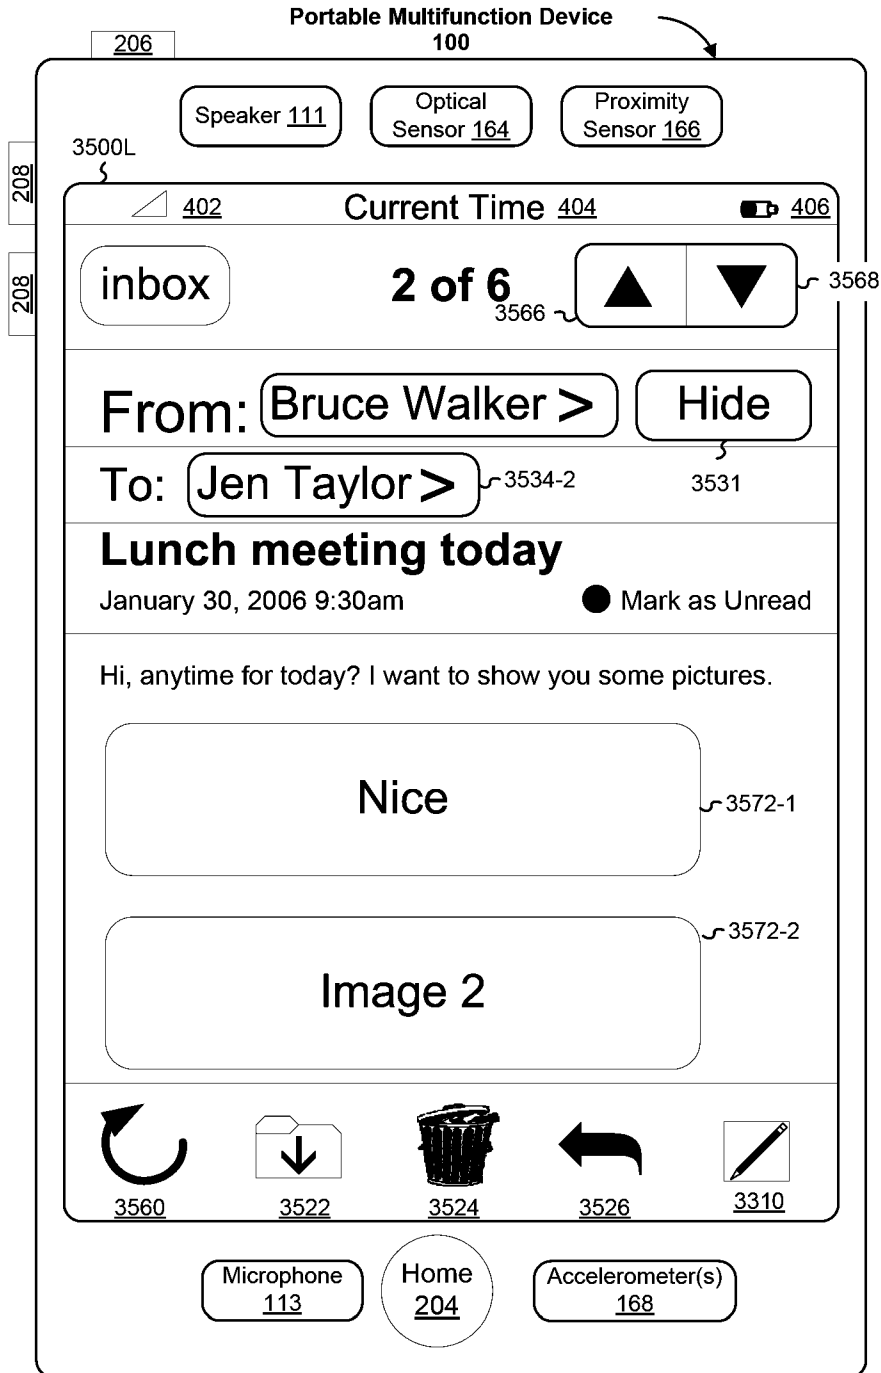 Portable Multifunction Device
100
206
Speaker 111
Optical
Sensor 164
Proximity
Sensor 166
3500L
208
208
402
Current Time 404
406
inbox
2 of 6
3566
3568
From: Bruce Walker >
Hide
3531
To: Jen Taylor >
3534-2
Lunch meeting today
January 30, 2006 9:30am
Mark as Unread
Hi, anytime for today? I want to show you some pictures.
Nice
3572-1
3572-2
Image 2
3560
3522
3524
3526
3310
Microphone
113
Home
204
Accelerometer(s)
168